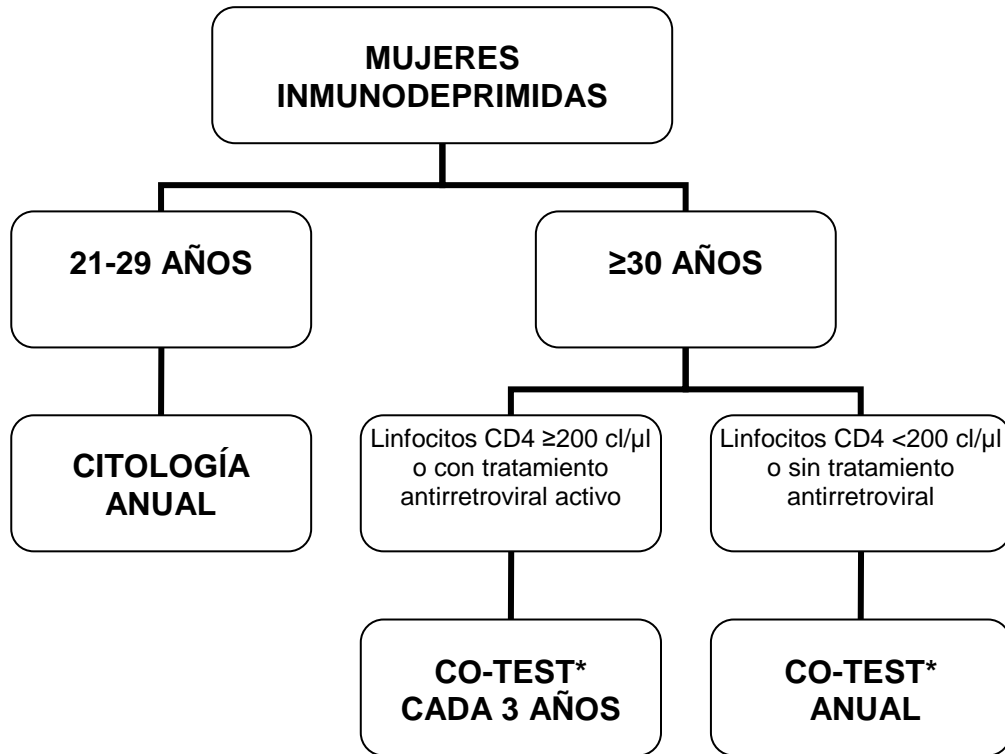 MUJERES
INMUNODEPRIMIDAS
21-29 AÑOS
≥30 AÑOS
CITOLOGÍA
ANUAL
Linfocitos CD4 ≥200 cl/µl
o con tratamiento
antirretroviral activo
Linfocitos CD4 <200 cl/µl
o sin tratamiento
antirretroviral
CO-TEST*
CADA 3 AÑOS
CO-TEST*
ANUAL